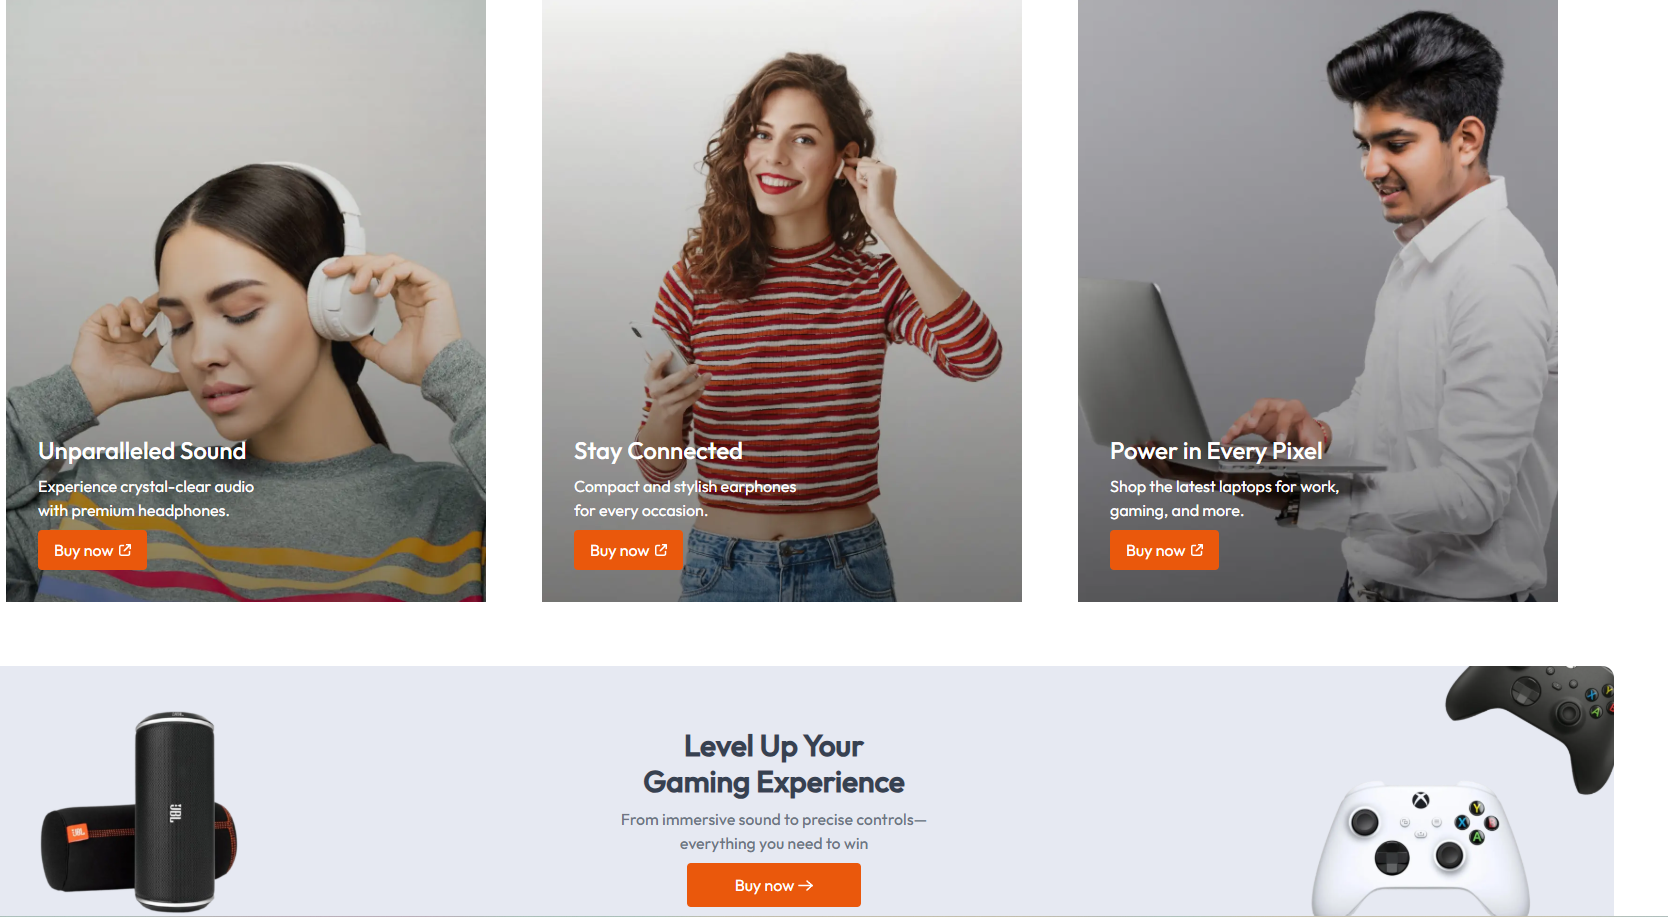 Unparalleled Sound
Experience crystal-clear audio
with premium headphones.
Buy now
Stay Connected
Compact and stylish earphones
for every occasion.
Buy now
Power in Every Pixel
Shop the latest laptops for work,
gaming, and more.
Buy now
JBL
JBL
JBL
Level Up Your
Gaming Experience
From immersive sound to precise controls—
everything you need to win
Buy now →
Y
X
A